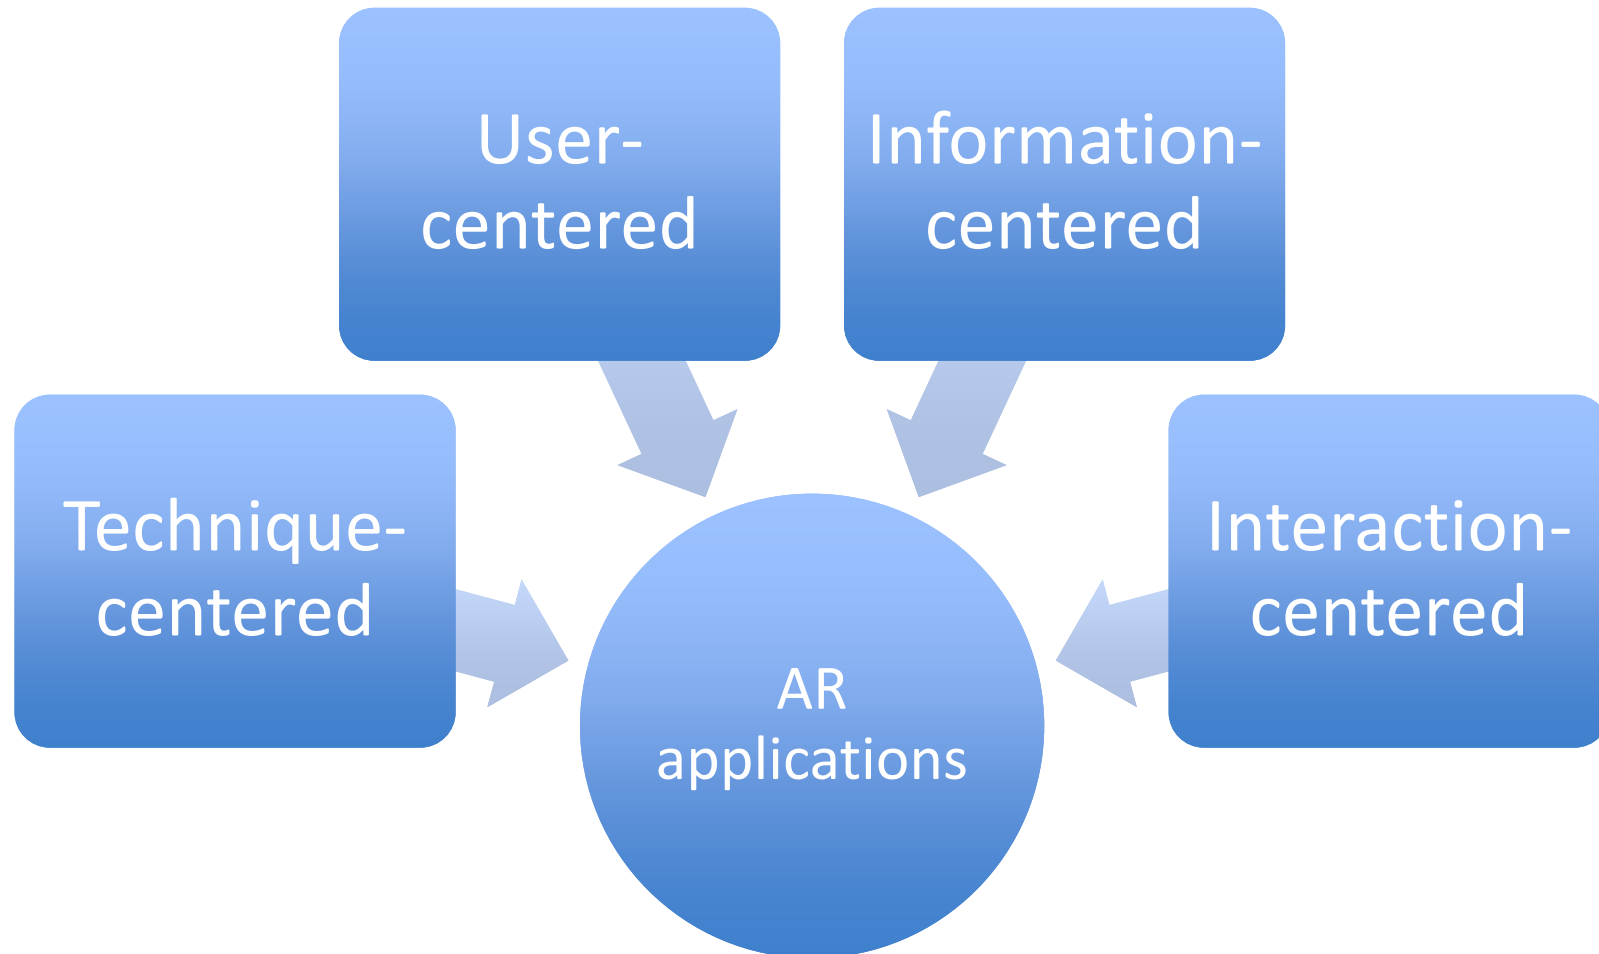 User-
centered
Information-
centered
Technique-
centered
Interaction-
centered
AR
applications